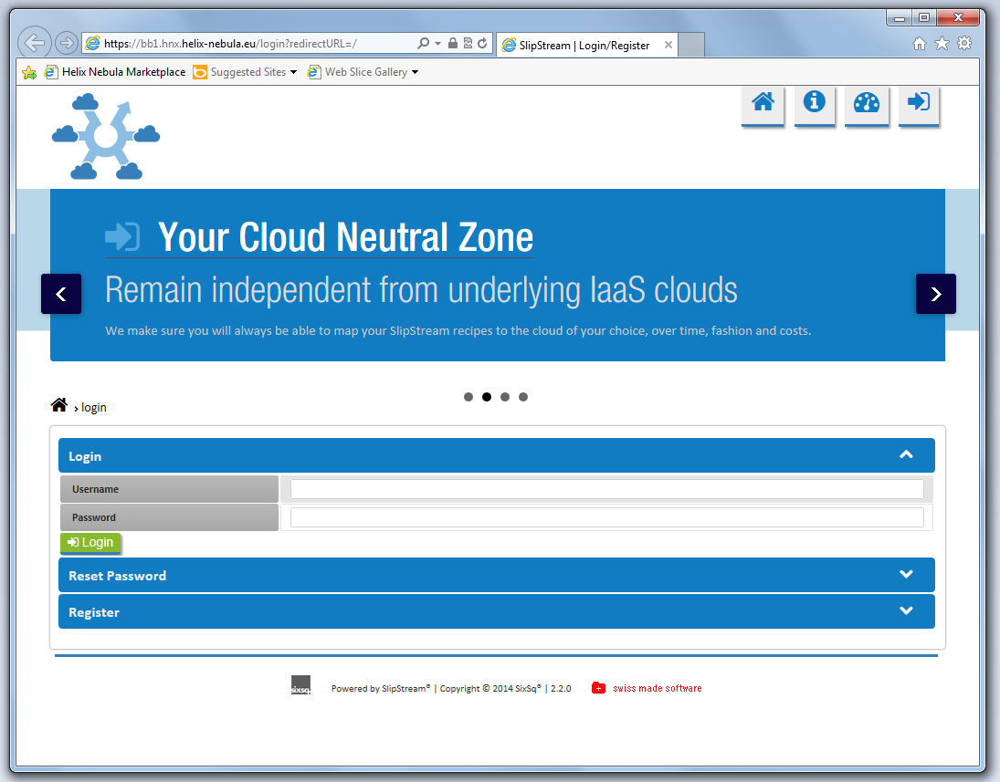 https://bb1.hnx.helix-nebula.eu/login?redirectURL=/
SlipStream | Login/Register
Helix Nebula Marketplace
Suggested Sites
Web Slice Gallery
Your Cloud Neutral Zone
Remain independent from underlying IaaS clouds
We make sure you will always be able to map your SlipStream recipes to the cloud of your choice, over time, fashion and costs.
› login
Login
Username
Password
Login
Reset Password
Register
sixsq
Powered by SlipStream® | Copyright © 2014 SixSq® | 2.2.0
swiss made software